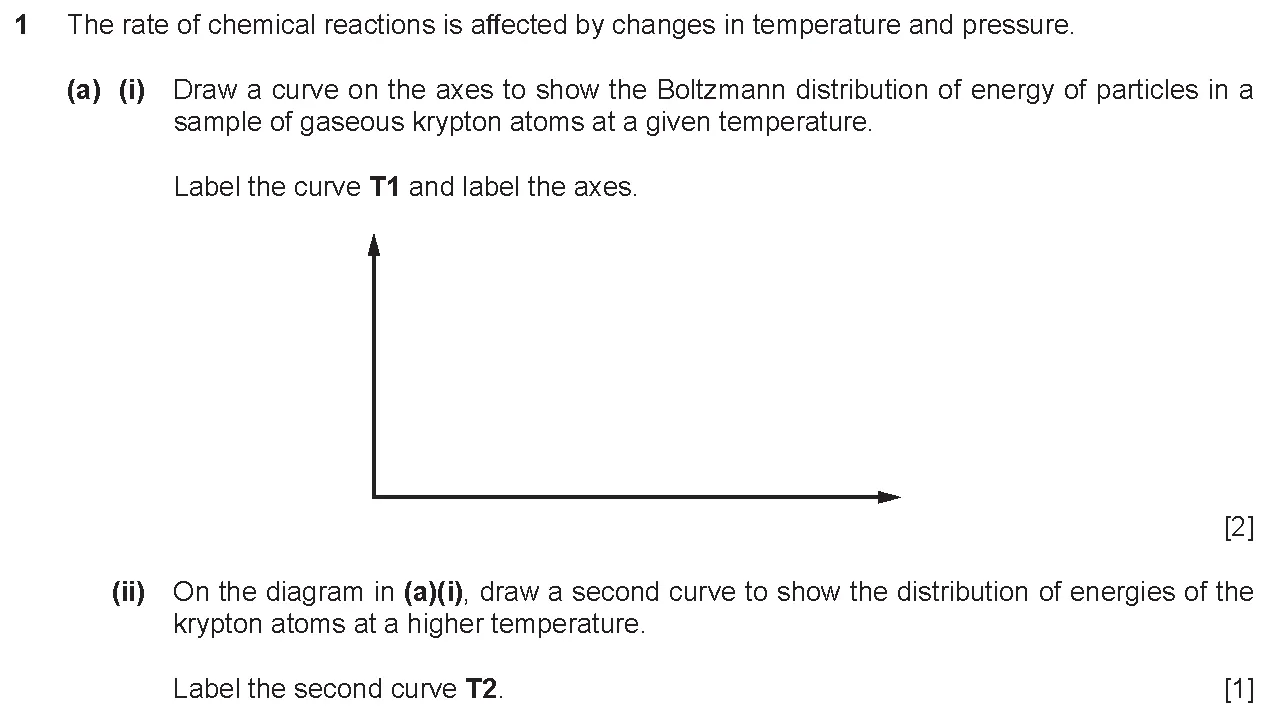 1 The rate of chemical reactions is affected by changes in temperature and pressure.
(a) (i) Draw a curve on the axes to show the Boltzmann distribution of energy of particles in a
sample of gaseous krypton atoms at a given temperature.
Label the curve T1 and label the axes.
[2]
(ii) On the diagram in (a)(i), draw a second curve to show the distribution of energies of the
krypton atoms at a higher temperature.
Label the second curve T2. [1]